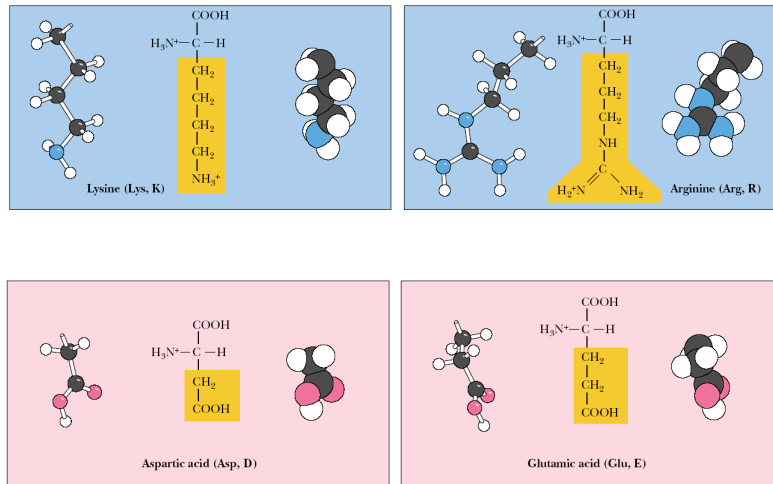 COOH
H₃N⁺–C–H
CH₂
CH₂
CH₂
CH₂
NH₃⁺
Lysine (Lys, K)
COOH
H₃N⁺–C–H
CH₂
CH₂
CH₂
NH
C
H₂⁺N NH₂
Arginine (Arg, R)
COOH
H₃N⁺–C–H
CH₂
COOH
Aspartic acid (Asp, D)
COOH
H₃N⁺–C–H
CH₂
CH₂
COOH
Glutamic acid (Glu, E)